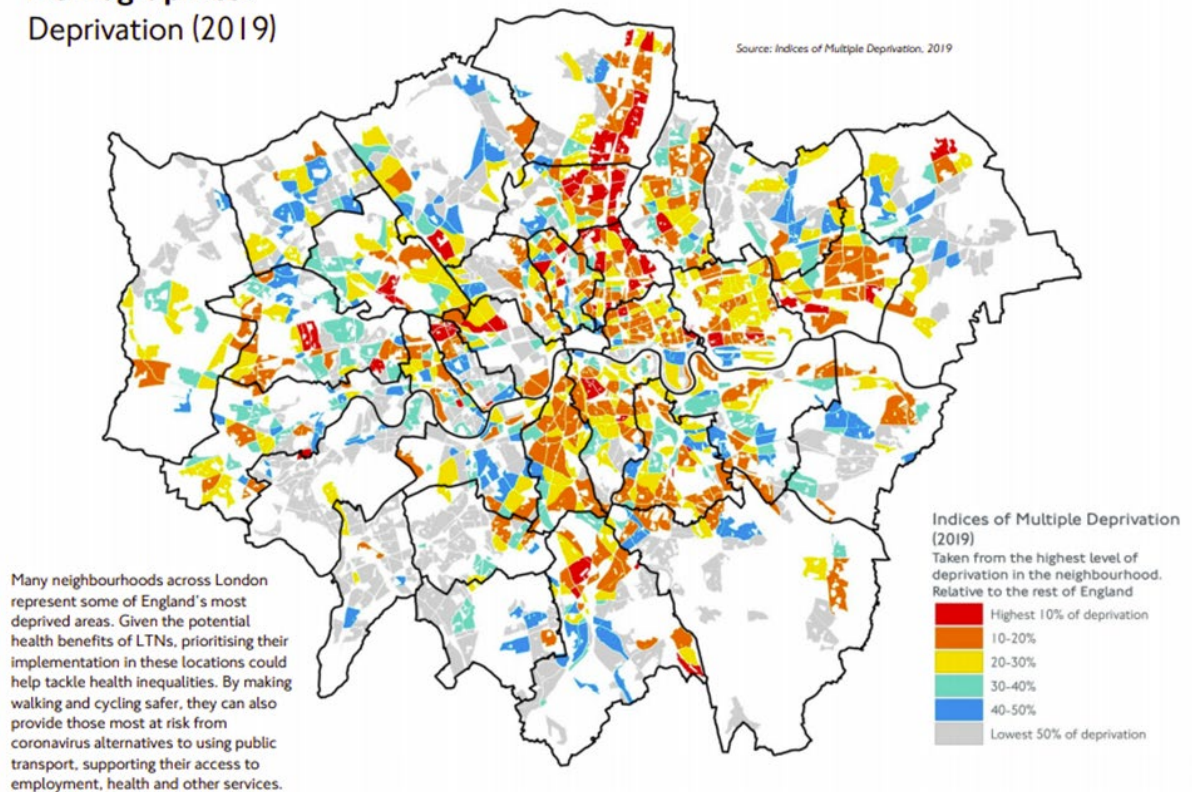 Deprivation (2019)
Source: Indices of Multiple Deprivation, 2019
Indices of Multiple Deprivation
(2019)
Taken from the highest level of
deprivation in the neighbourhood.
Relative to the rest of England
Highest 10% of deprivation
10-20%
20-30%
30-40%
40-50%
Lowest 50% of deprivation
Many neighbourhoods across London
represent some of England's most
deprived areas. Given the potential
health benefits of LTNs, prioritising their
implementation in these locations could
help tackle health inequalities. By making
walking and cycling safer, they can also
provide those most at risk from
coronavirus alternatives to using public
transport, supporting their access to
employment, health and other services.